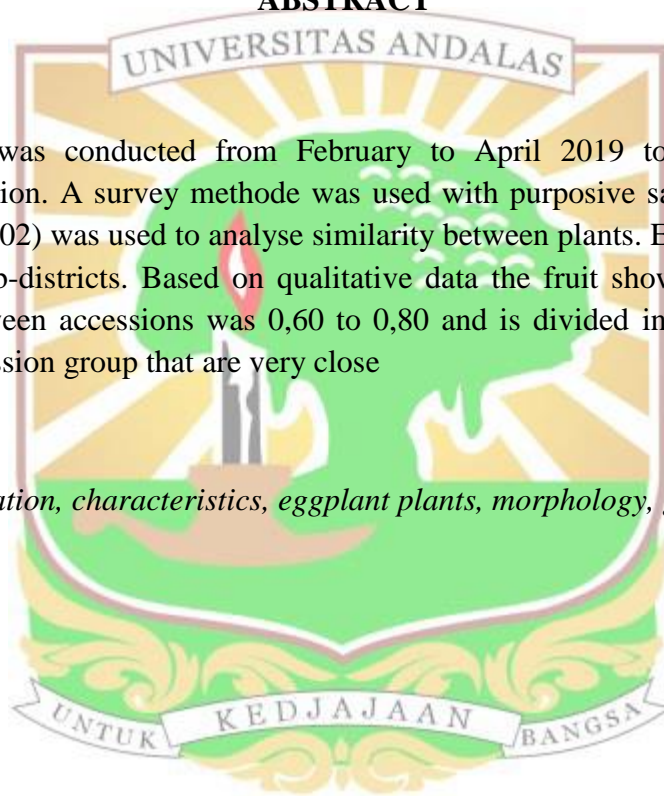 ABSTRACT
UNIVERSITAS ANDALAS
was conducted from February to April 2019 to
ion. A survey methode was used with purposive sa
02) was used to analyse similarity between plants. E
o-districts. Based on qualitative data the fruit show
ween accessions was 0,60 to 0,80 and is divided in
ssion group that are very close
ation, characteristics, eggplant plants, morphology,
UNTUK KEDJAJAAN BANGSA